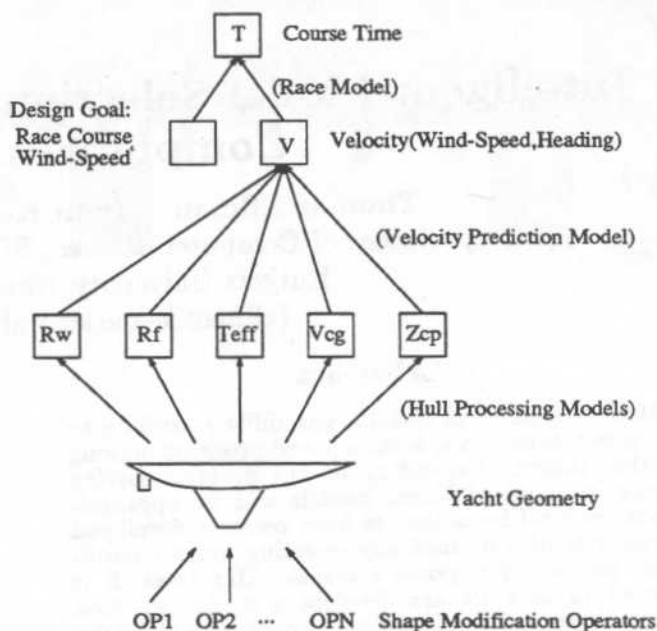 T Course Time
(Race Model)
Design Goal:
Race Course
Wind-Speed
V Velocity(Wind-Speed,Heading)
(Velocity Prediction Model)
Rw Rf Teff Vcg Zcp
(Hull Processing Models)
Yacht Geometry
OP1 OP2 ... OPN Shape Modification Operators